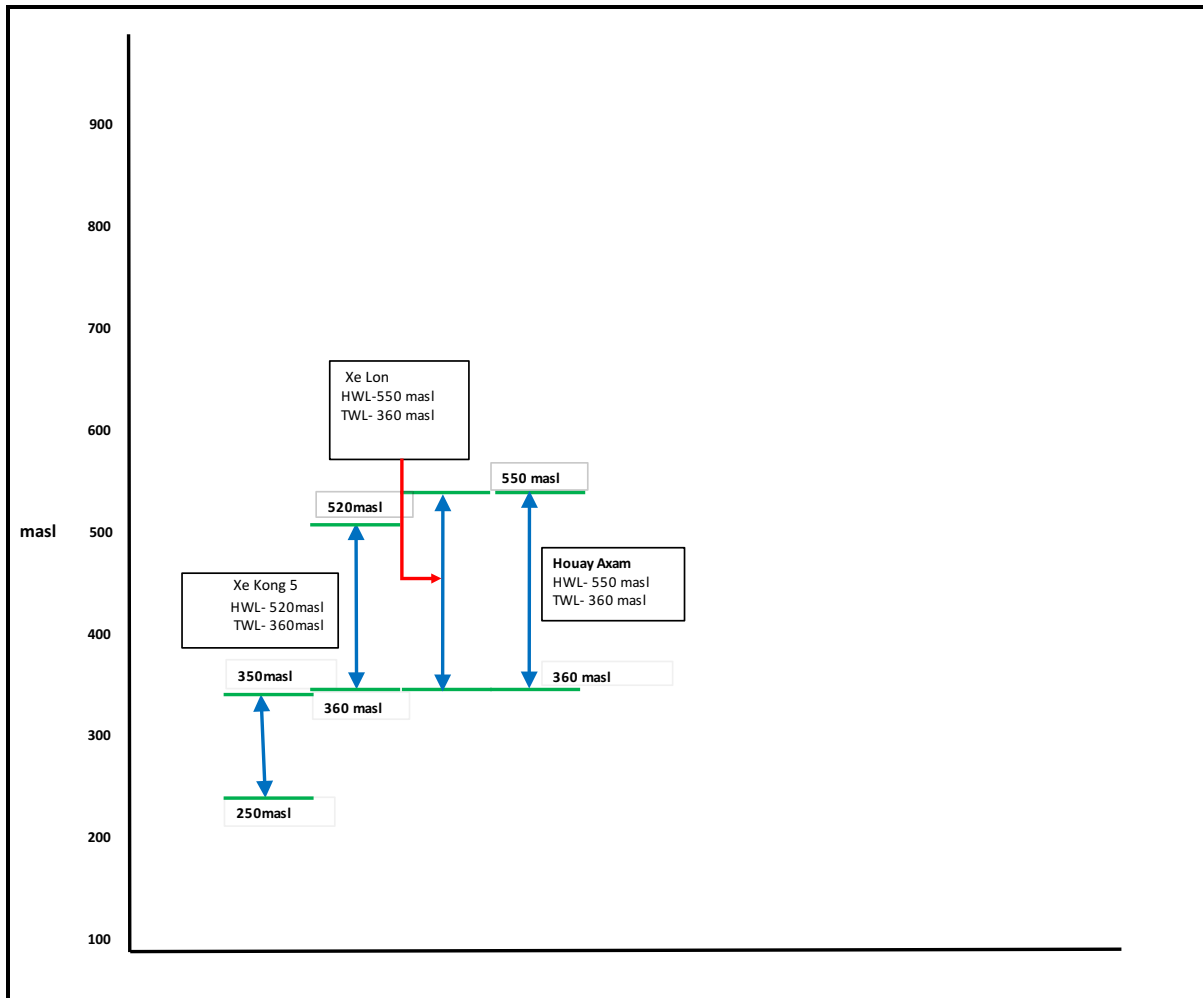 900
800
700
Xe Lon
HWL-550 masl
TWL- 360 masl
600
550 masl
520masl
masl
500
Houay Axam
HWL- 550 masl
TWL- 360 masl
Xe Kong 5
HWL- 520masl
TWL- 360masl
400
350masl
360 masl
360 masl
300
250masl
200
100